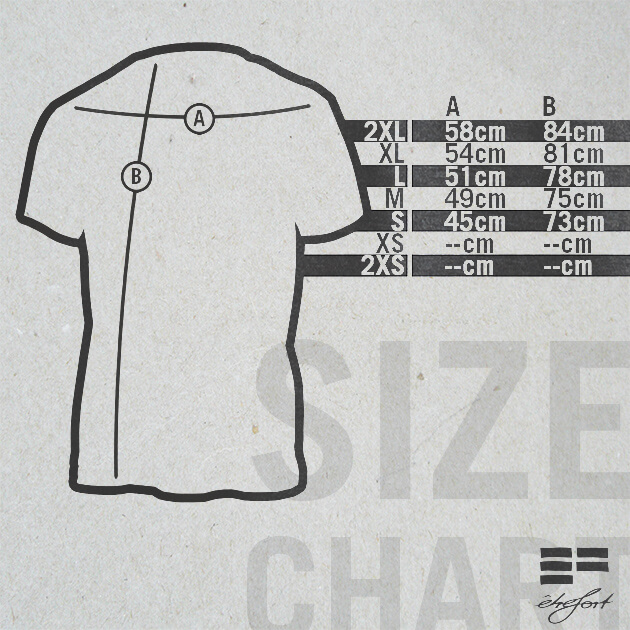 A B
2XL 58cm 84cm
XL 54cm 81cm
L 51cm 78cm
M 49cm 75cm
S 45cm 73cm
XS --cm --cm
2XS --cm --cm
A
B
SIZE
CHART
êtrefort